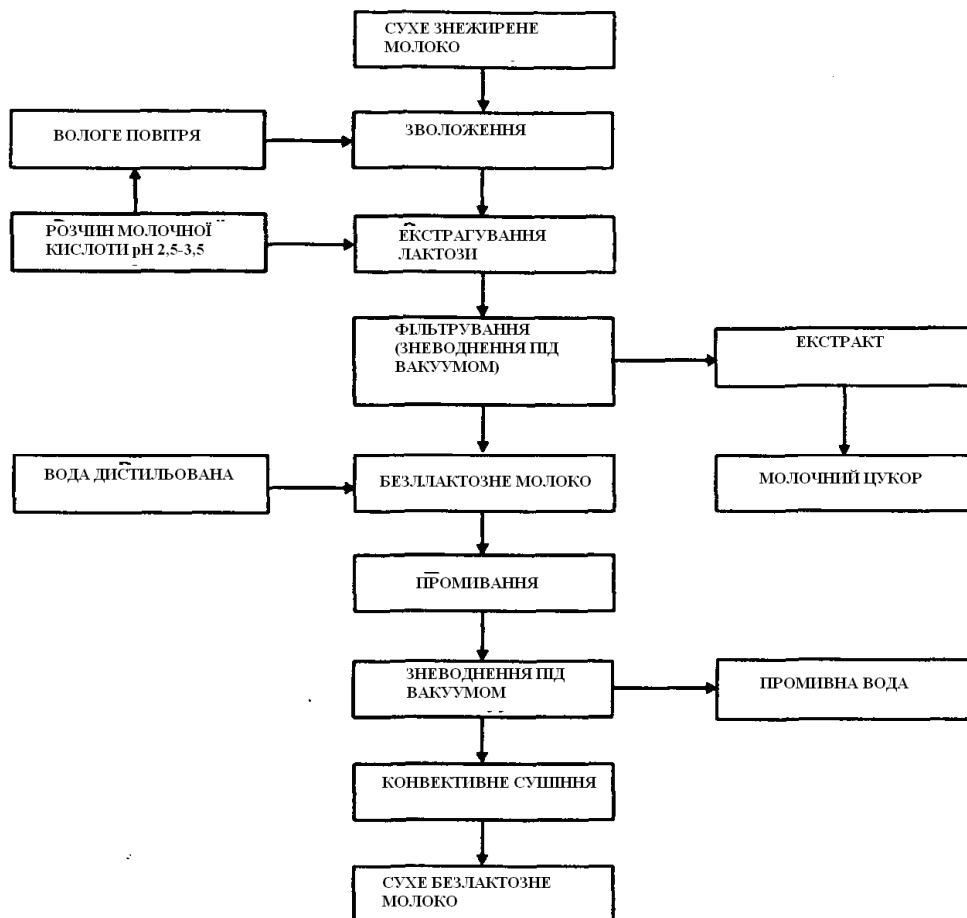 СУХЕ ЗНЕЖИРЕНЕ
МОЛОКО
ВОЛОГЕ ПОВІТРЯ
ЗВОЛОЖЕННЯ
РОЗЧИН МОЛОЧНОЇ
КИСЛОТИ рН 2,5-3,5
ЕКСТРАГУВАННЯ
ЛАКТОЗИ
ФІЛЬТРУВАННЯ
(ЗНЕВОДНЕННЯ ПІД
ВАКУУМОМ)
ЕКСТРАКТ
ВОДА ДИСТИЛЬОВАНА
БЕЗЛЛАКТОЗНЕ МОЛОКО
МОЛОЧНИЙ ЦУКОР
ПРОМИВАННЯ
ЗНЕВОДНЕННЯ ПІД
ВАКУУМОМ
ПРОМИВНА ВОДА
КОНВЕКТИВНЕ СУШІННЯ
СУХЕ БЕЗЛАКТОЗНЕ
МОЛОКО